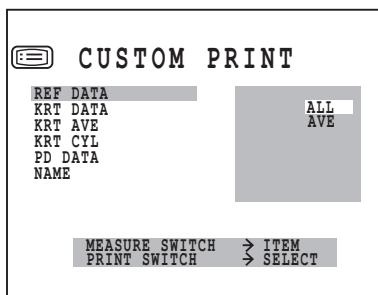 CUSTOM PRINT
REF DATA
KRT DATA
KRT AVE
KRT CYL
PD DATA
NAME
ALL
AVE
MEASURE SWITCH → ITEM
PRINT SWITCH → SELECT